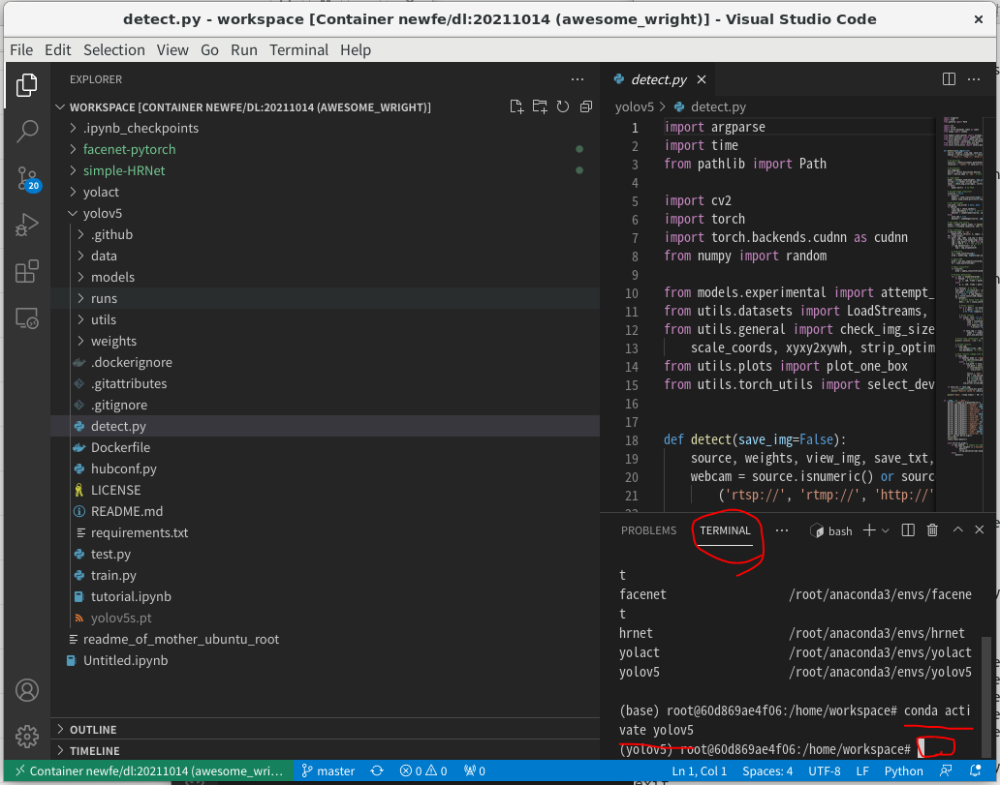 detect.py - workspace [Container newfe/dl:20211014 (awesome_wright)] - Visual Studio Code
File Edit Selection View Go Run Terminal Help
EXPLORER
WORKSPACE [CONTAINER NEWFE/DL:20211014 (AWESOME_WRIGHT)]
.ipynb_checkpoints
facenet-pytorch
simple-HRNet
yolact
yolov5
.github
data
models
runs
utils
weights
.dockerignore
.gitattributes
.gitignore
detect.py
Dockerfile
hubconf.py
LICENSE
README.md
requirements.txt
test.py
train.py
tutorial.ipynb
yolov5s.pt
readme_of_mother_ubuntu_root
Untitled.ipynb
OUTLINE
TIMELINE
20
detect.py
yolov5 > detect.py
1 import argparse
2 import time
3 from pathlib import Path
4
5 import cv2
6 import torch
7 import torch.backends.cudnn as cudnn
8 from numpy import random
9
10 from models.experimental import attempt_
11 from utils.datasets import LoadStreams,
12 from utils.general import check_img_size
13 scale_coords, xyxy2xywh, strip_optim
14 from utils.plots import plot_one_box
15 from utils.torch_utils import select_dev
16
17
18 def detect(save_img=False):
19 source, weights, view_img, save_txt,
20 webcam = source.isnumeric() or sourc
21 ('rtsp://', 'rtmp://', 'http://'
PROBLEMS TERMINAL ... bash
t
facenet /root/anaconda3/envs/facene
t
hrnet /root/anaconda3/envs/hrnet
yolact /root/anaconda3/envs/yolact
yolov5 /root/anaconda3/envs/yolov5
(base) root@60d869ae4f06:/home/workspace# conda acti
vate yolov5
(yolov5) root@60d869ae4f06:/home/workspace#
Container newfe/dl:20211014 (awesome_wri... master 0 0 0 Ln 1, Col 1 Spaces: 4 UTF-8 LF Python